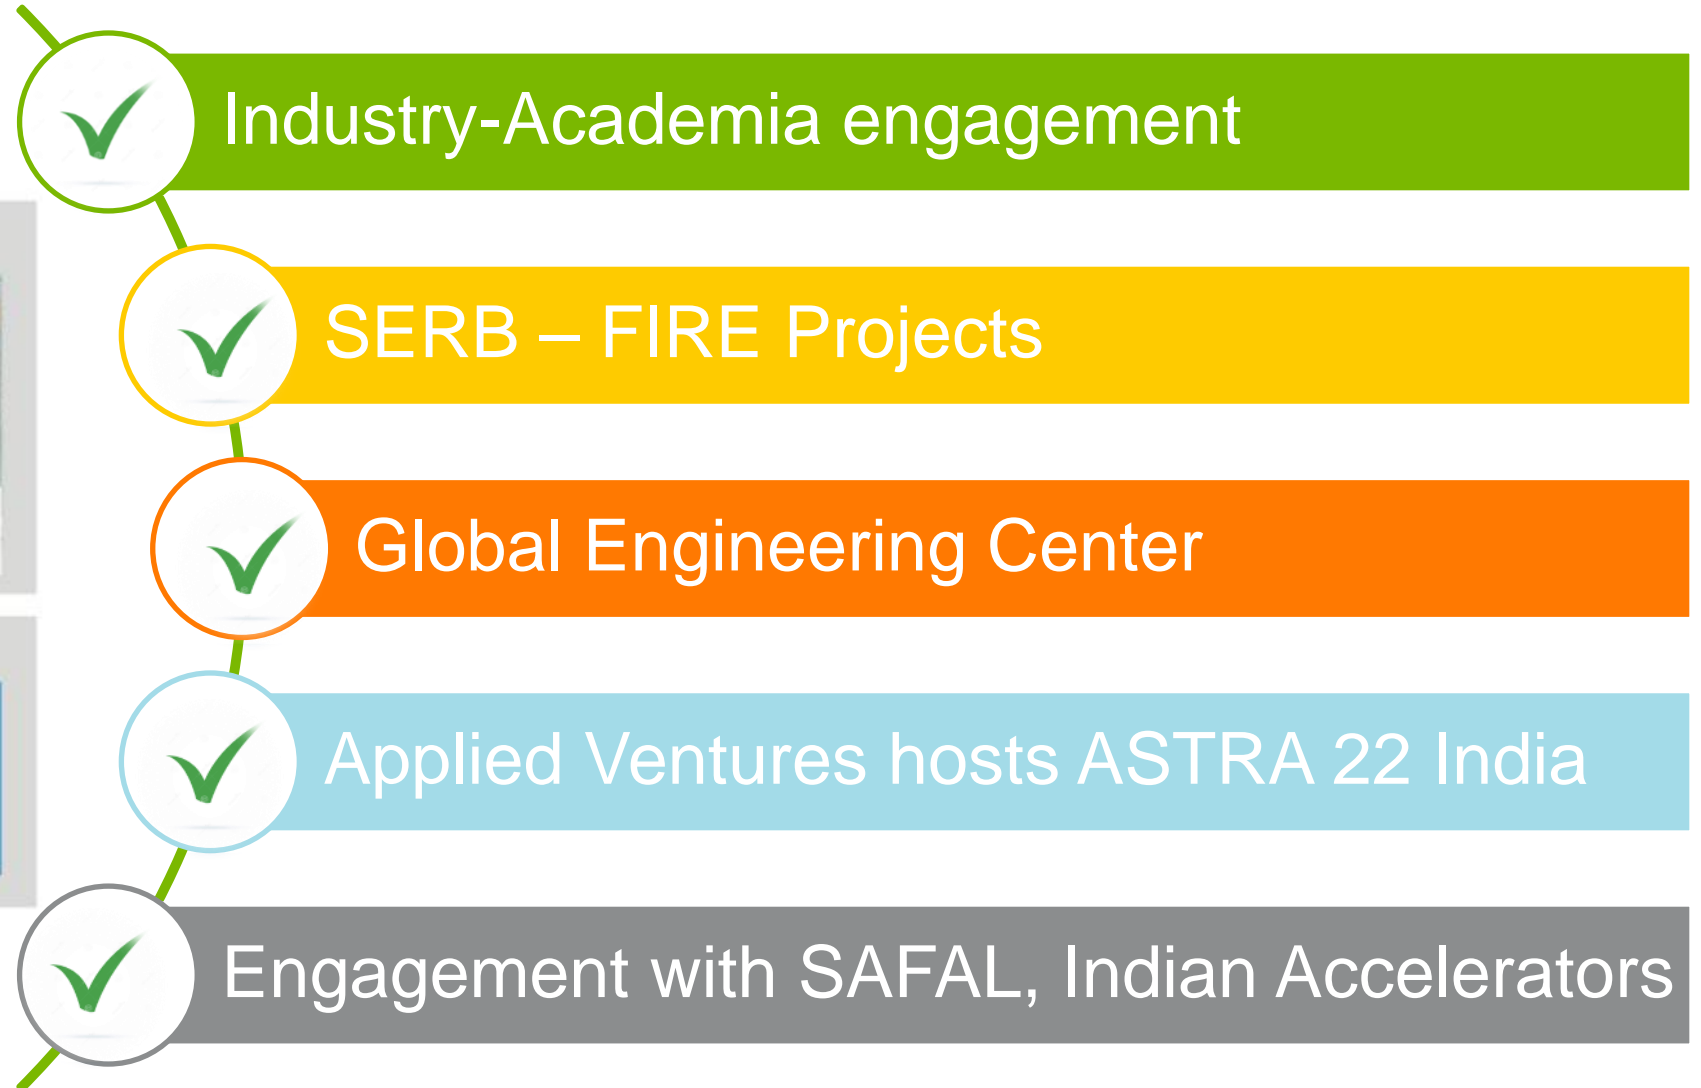 Industry-Academia engagement
SERB – FIRE Projects
Global Engineering Center
Applied Ventures hosts ASTRA 22 India
Engagement with SAFAL, Indian Accelerators